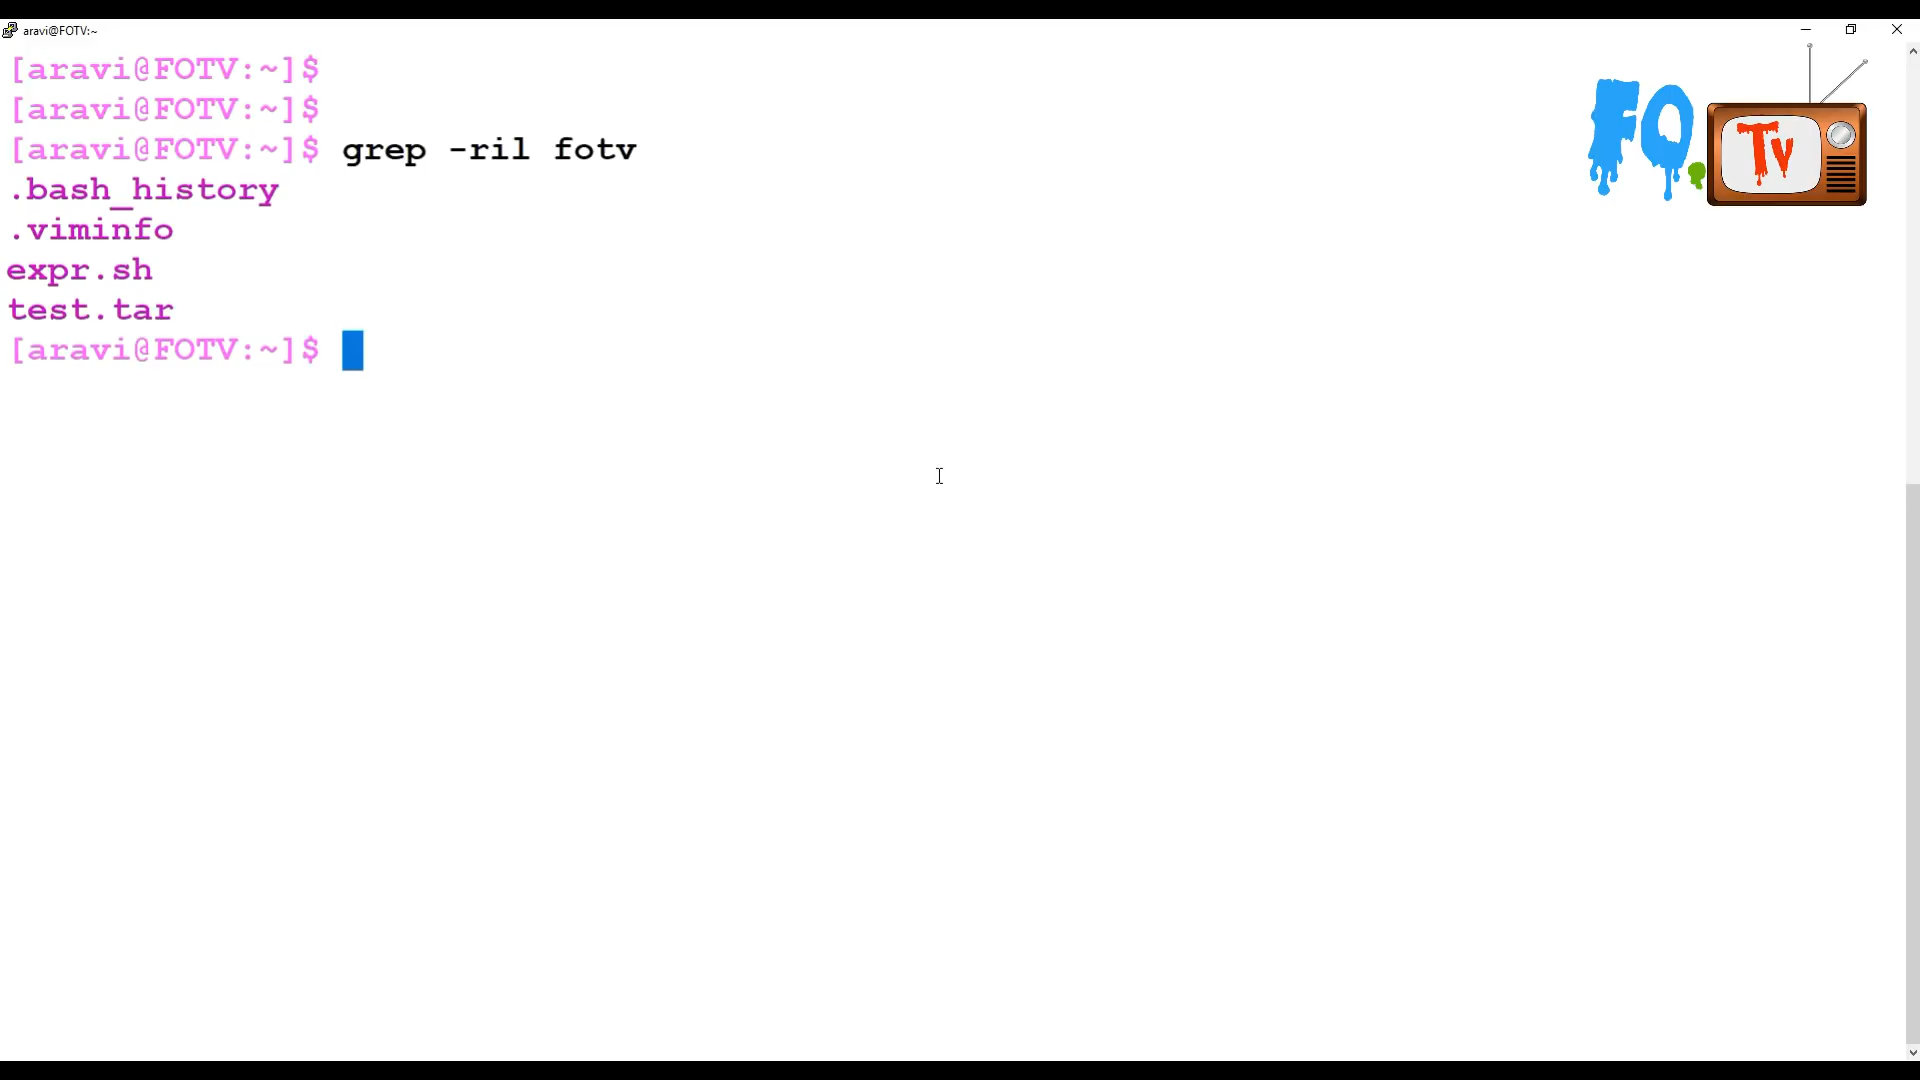 aravi@FOTV:~
[aravi@FOTV:~]$
[aravi@FOTV:~]$
[aravi@FOTV:~]$ grep -ril fotv
.bash_history
.viminfo
expr.sh
test.tar
[aravi@FOTV:~]$
FO.
Tv